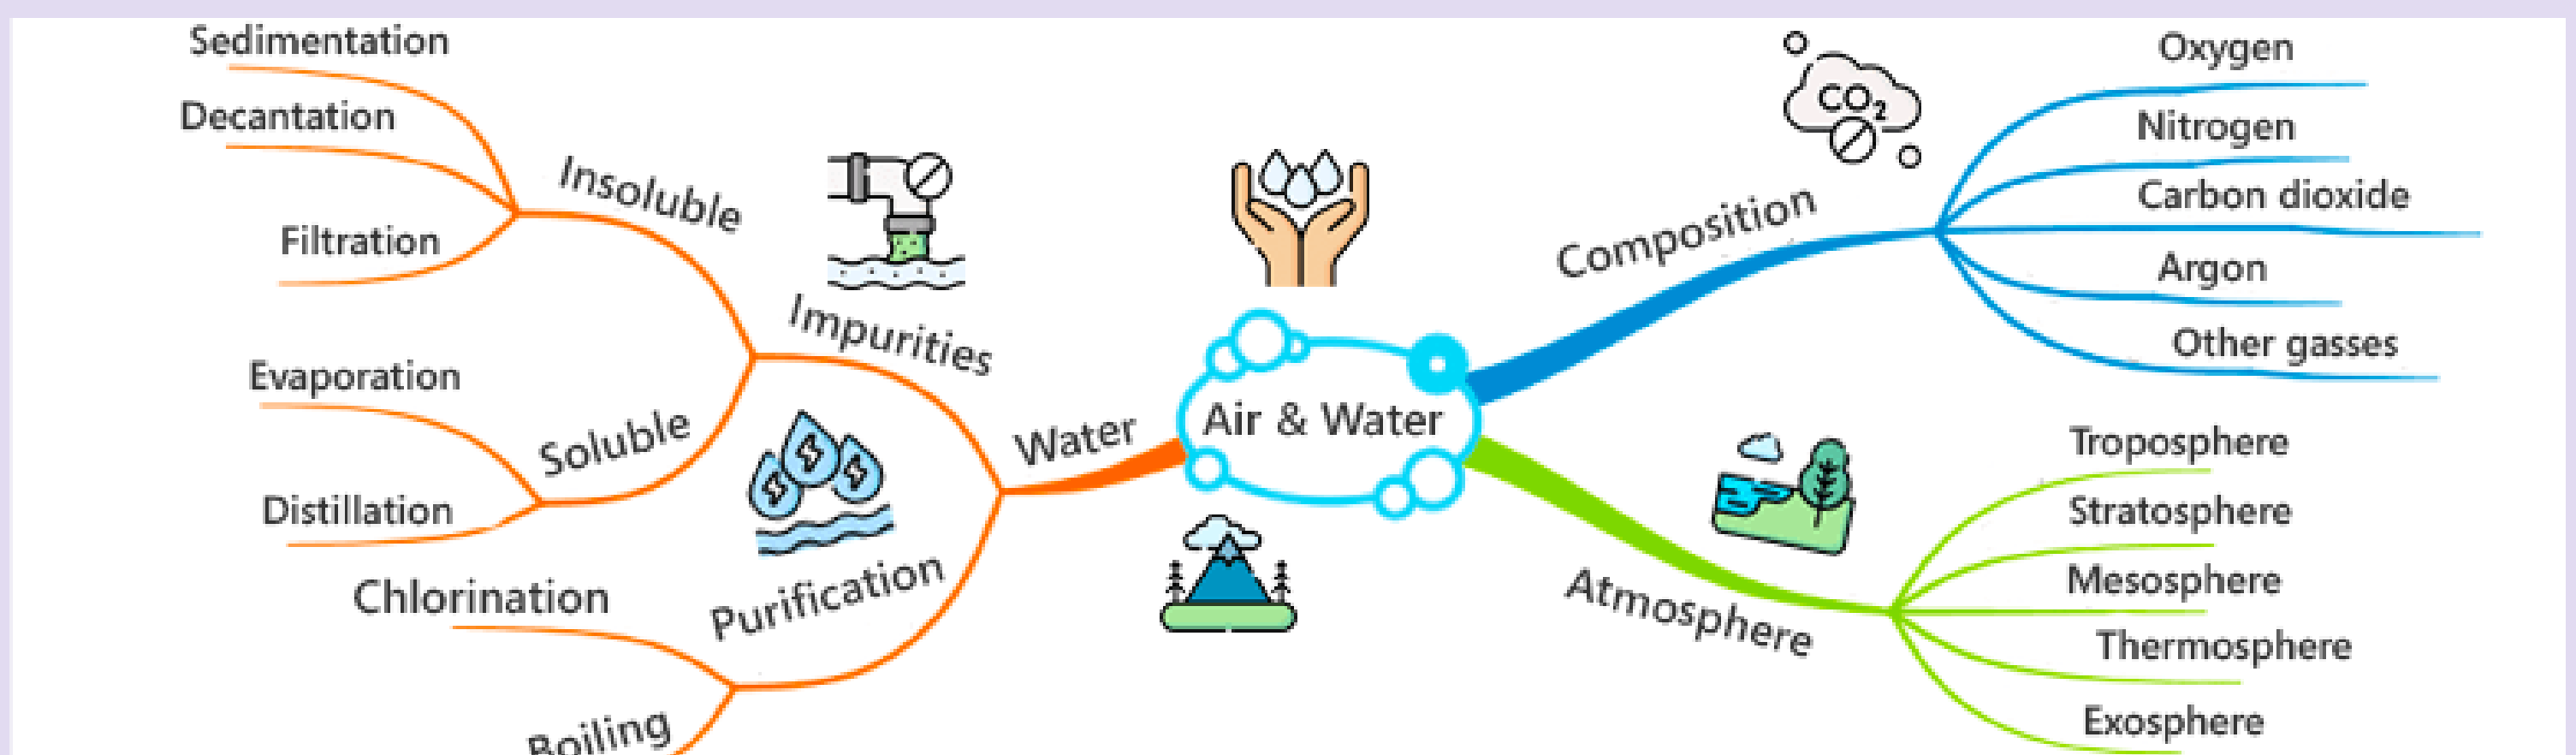 Sedimentation
Decantation
Filtration
Insoluble
Evaporation
Distillation
Soluble
Impurities
Chlorination
Boiling
Purification
Water
Air & Water
Composition
CO₂
Oxygen
Nitrogen
Carbon dioxide
Argon
Other gasses
Atmosphere
Troposphere
Stratosphere
Mesosphere
Thermosphere
Exosphere